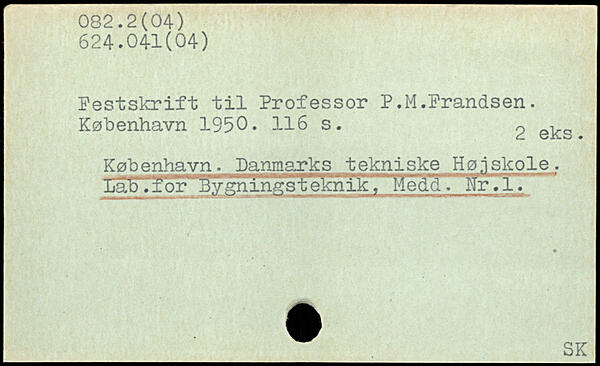 082.2(04)
624.041(04)
Festskrift til Professor P.M.Frandsen.
København 1950. 116 s.
2 eks.
København. Danmarks tekniske Højskole.
Lab.for Bygningsteknik, Medd. Nr.1.
SK